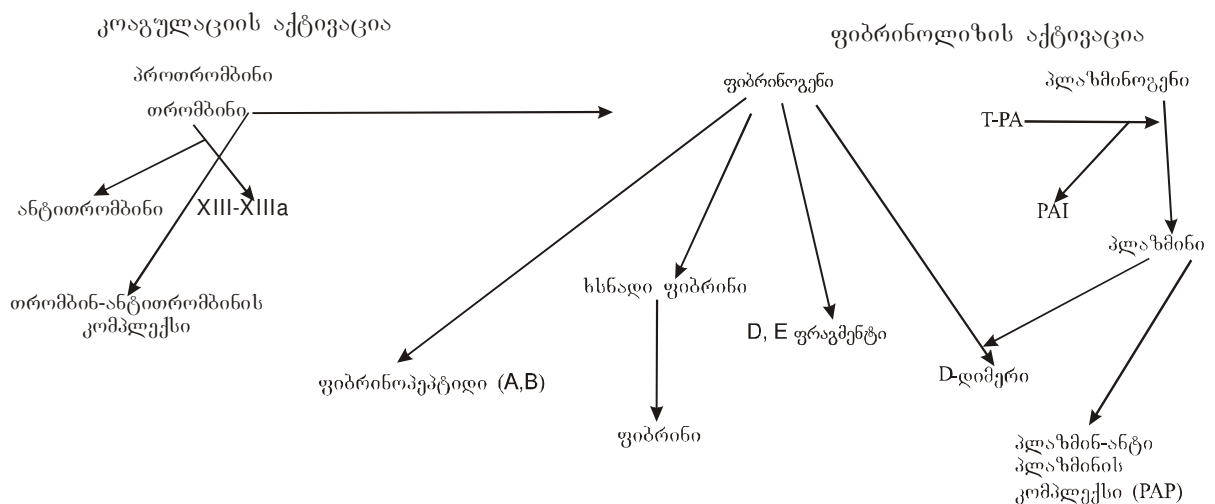 კოაგულაციის აქტივაცია
ფიბრინოლიზის აქტივაცია
პროთრომბინი
თრომბინი
ფიბრინოგენი
პლაზმინოგენი
T-PA
ანტითრომბინი
XIII-XIIIa
PAI
პლაზმინი
თრომბინ-ანტითრომბინის
კომპლექსი
ხსნადი ფიბრინი
D, E ფრაგმენტი
ფიბრინოპეპტიდი (A,B)
D-დიმერი
ფიბრინი
პლაზმინ-ანტი
პლაზმინის
კომპლექსი (PAP)